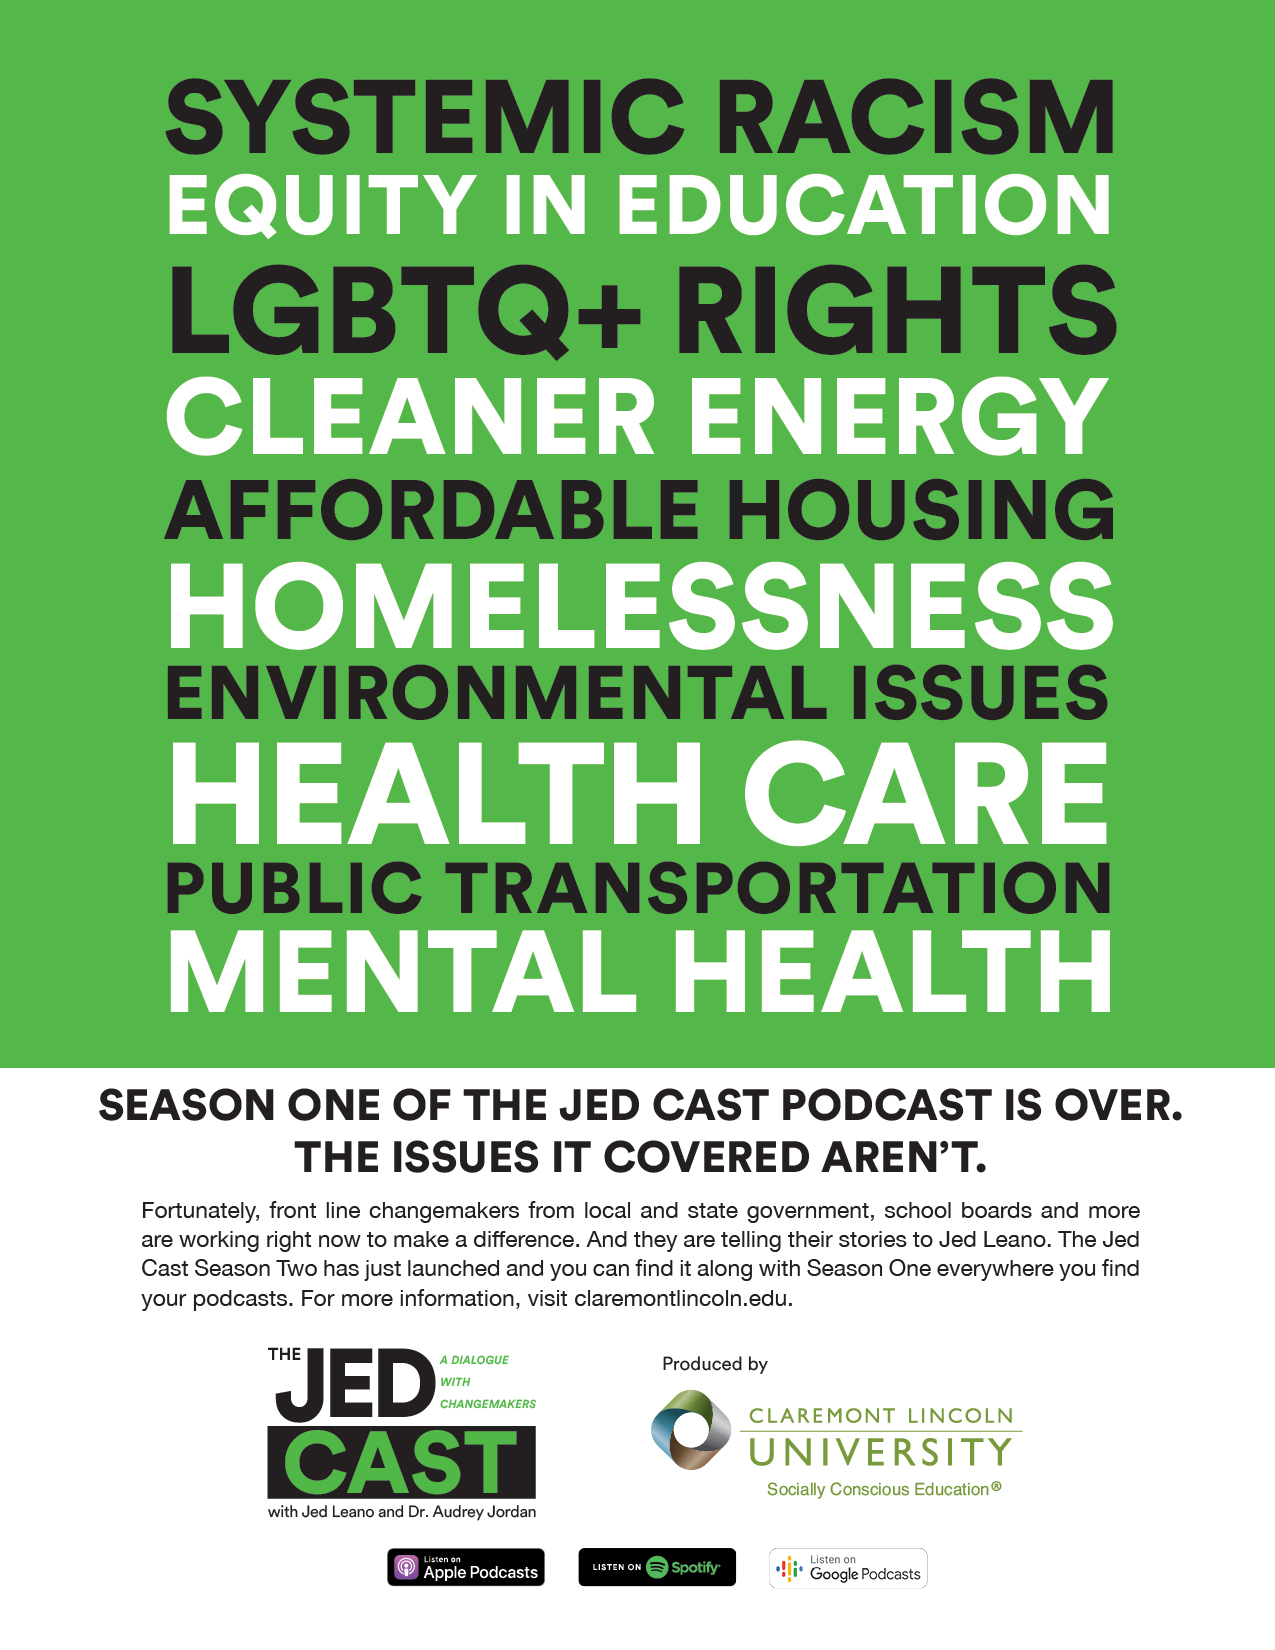 SYSTEMIC RACISM
EQUITY IN EDUCATION
LGBTQ+ RIGHTS
CLEANER ENERGY
AFFORDABLE HOUSING
HOMELESSNESS
ENVIRONMENTAL ISSUES
HEALTH CARE
PUBLIC TRANSPORTATION
MENTAL HEALTH
SEASON ONE OF THE JED CAST PODCAST IS OVER.
THE ISSUES IT COVERED AREN’T.
Fortunately, front line changemakers from local and state government, school boards and more
are working right now to make a difference. And they are telling their stories to Jed Leano. The Jed
Cast Season Two has just launched and you can find it along with Season One everywhere you find
your podcasts. For more information, visit claremontlincoln.edu.
THE JED
CAST
A DIALOGUE
WITH
CHANGEMAKERS
with Jed Leano and Dr. Audrey Jordan
Produced by
CLAREMONT LINCOLN
UNIVERSITY
Socially Conscious Education®
Listen on
Apple Podcasts
LISTEN ON Spotify
Listen on
Google Podcasts